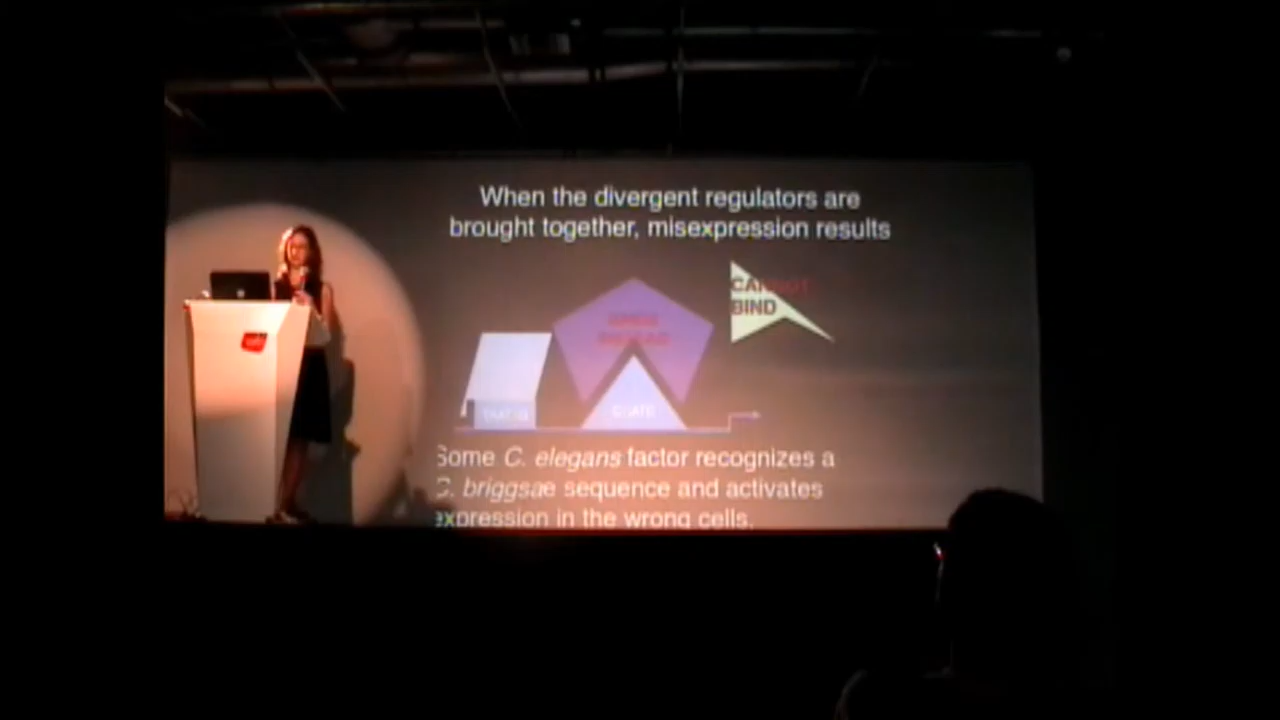 When the divergent regulators are
brought together, misexpression results
CANNOT
BIND
Some C. elegans factor recognizes a
C. briggsae sequence and activates
expression in the wrong cells.